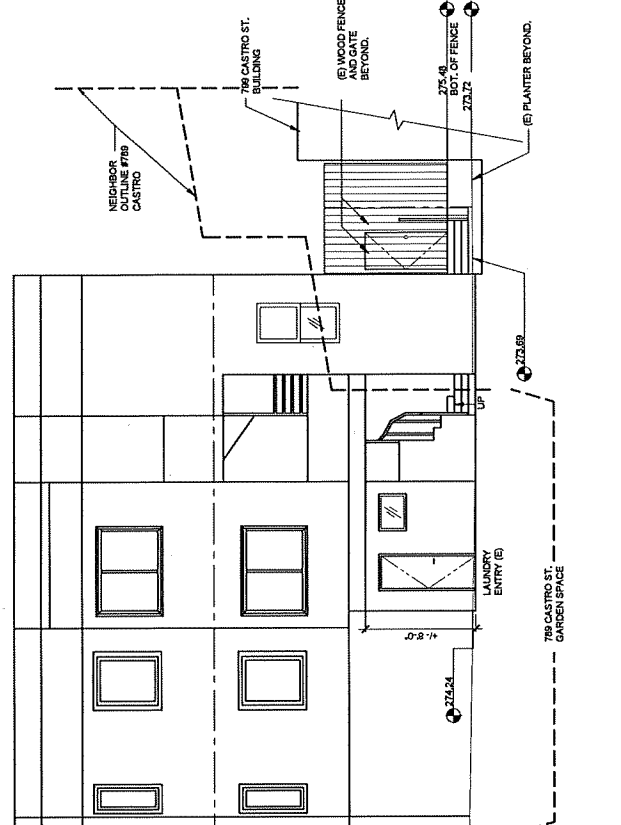 NEIGHBOR
OUTLINE #789
CASTRO
799 CASTRO ST.
BUILDING
(E) WOOD FENCE
AND GATE
BEYOND.
275.48
BOT. OF FENCE
273.72
(E) PLANTER BEYOND.
273.69
UP
LAUNDRY
ENTRY (E)
+/- 8'-0"
274.24
789 CASTRO ST.
GARDEN SPACE